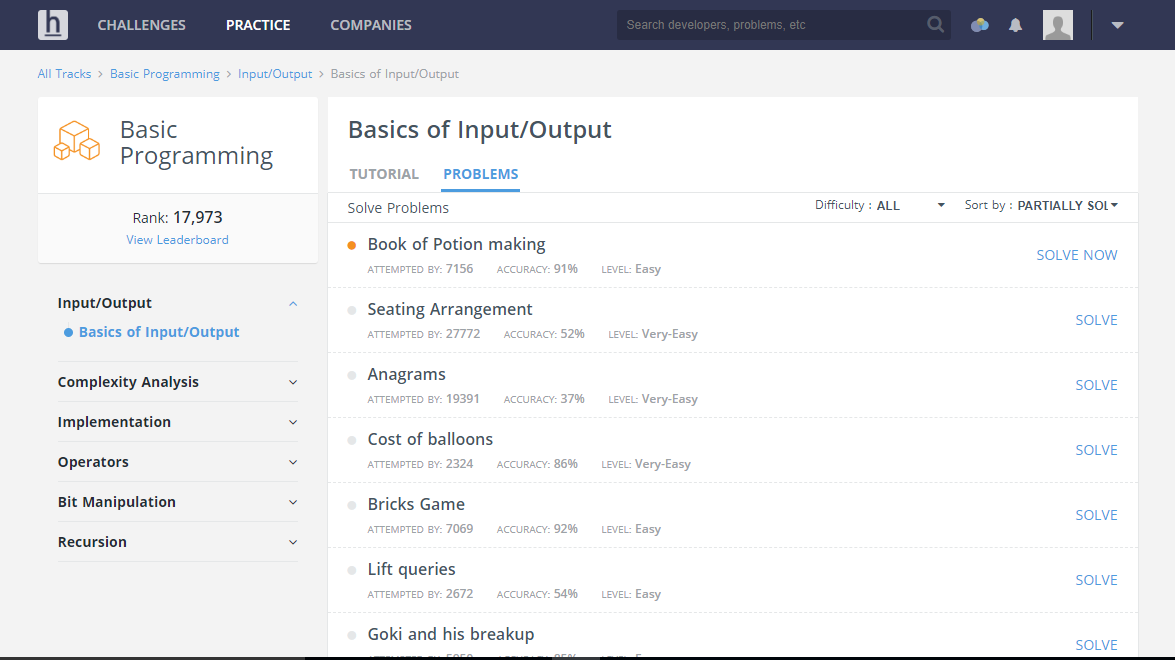 h CHALLENGES PRACTICE COMPANIES Search developers, problems, etc
All Tracks > Basic Programming > Input/Output > Basics of Input/Output
Basic
Programming
Rank: 17,973
View Leaderboard
Input/Output
Basics of Input/Output
Complexity Analysis
Implementation
Operators
Bit Manipulation
Recursion
Basics of Input/Output
TUTORIAL PROBLEMS
Solve Problems Difficulty : ALL Sort by : PARTIALLY SOL
Book of Potion making
ATTEMPTED BY: 7156 ACCURACY: 91% LEVEL: Easy
SOLVE NOW
Seating Arrangement
ATTEMPTED BY: 27772 ACCURACY: 52% LEVEL: Very-Easy
SOLVE
Anagrams
ATTEMPTED BY: 19391 ACCURACY: 37% LEVEL: Very-Easy
SOLVE
Cost of balloons
ATTEMPTED BY: 2324 ACCURACY: 86% LEVEL: Very-Easy
SOLVE
Bricks Game
ATTEMPTED BY: 7069 ACCURACY: 92% LEVEL: Easy
SOLVE
Lift queries
ATTEMPTED BY: 2672 ACCURACY: 54% LEVEL: Easy
SOLVE
Goki and his breakup
SOLVE